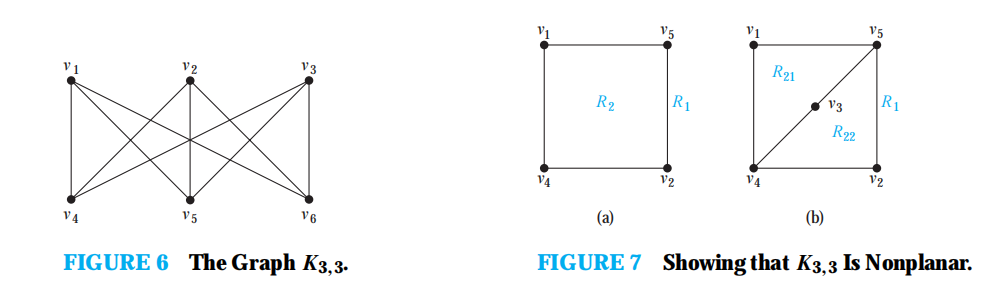 v1 v2 v3
v4 v5 v6
FIGURE 6 The Graph K3,3.
v1 v5
R2 R1
v4 v2
(a)
v1 v5
R21
v3 R1
R22
v4 v2
(b)
FIGURE 7 Showing that K3,3 Is Nonplanar.